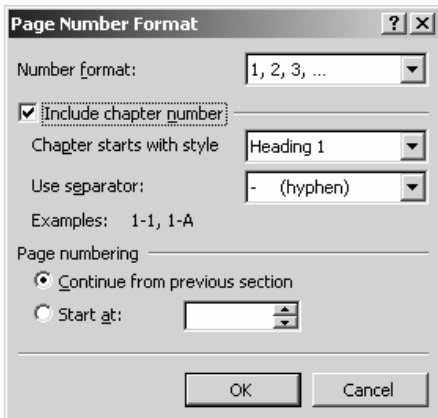 Page Number Format
Number format: 1, 2, 3, ...
Include chapter number
Chapter starts with style Heading 1
Use separator: - (hyphen)
Examples: 1-1, 1-A
Page numbering
Continue from previous section
Start at:
OK Cancel